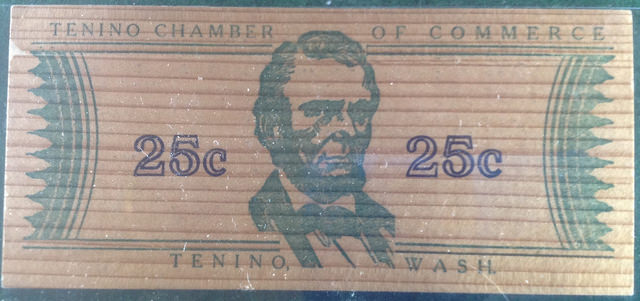 TENINO CHAMBER OF COMMERCE
25c 25c
TENINO, WASH.